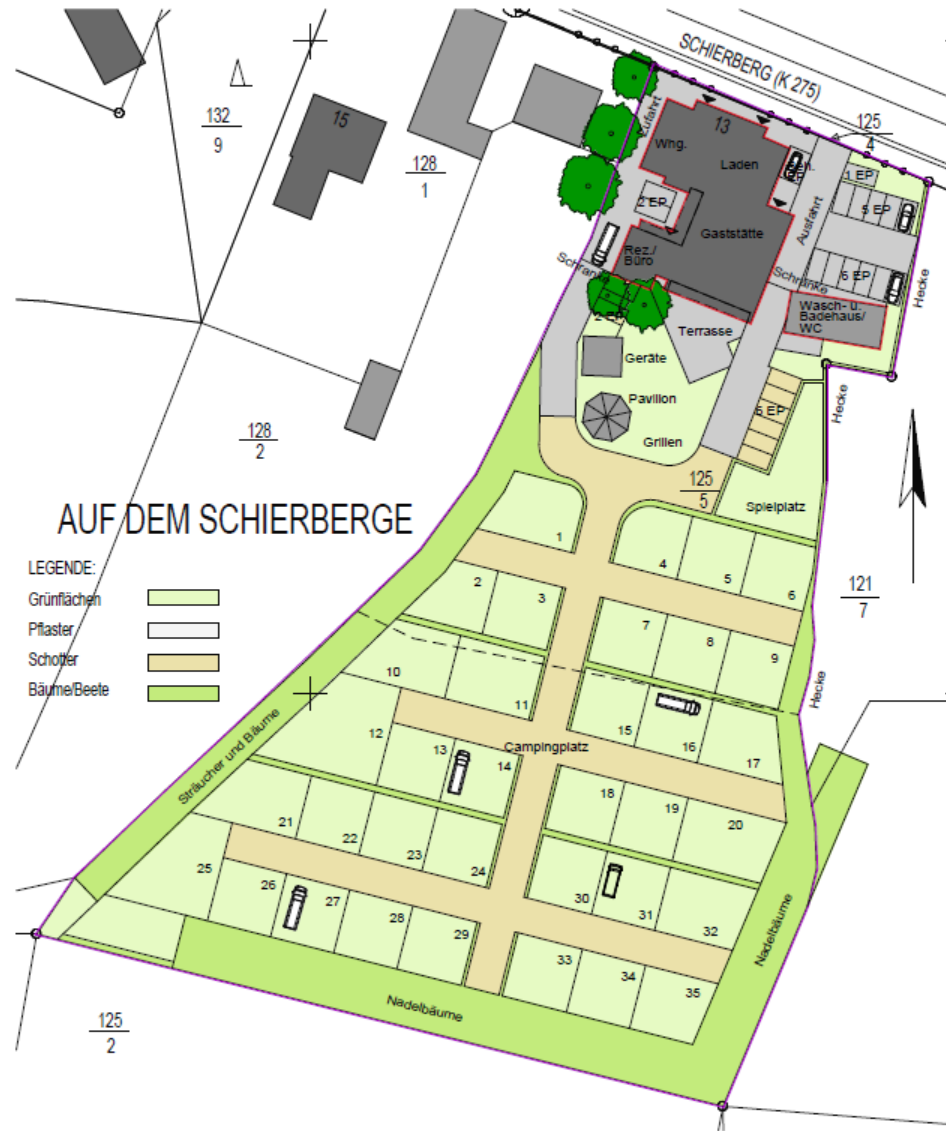 SCHIERBERG (K 275)
132
9
15
128
1
125
4
Zufahrt
13
Whg.
Laden
1 EP
5 EP
2 EP
Gaststätte
Ausfahrt
Rez./
Büro
Schranke
6 EP
Hecke
Wasch- u.
Badehaus/
WC
2 EP
Terrasse
Geräte
Pavillon
Grillen
5 EP
Hecke
128
2
125
5
Spielplatz
AUF DEM SCHIERBERGE
LEGENDE:
Grünflächen
Pflaster
Schotter
Bäume/Beete
121
7
1
2
3
4
5
6
7
8
9
Hecke
10
11
12
13
14
15
16
17
Campingplatz
Sträucher und Bäume
18
19
20
21
22
23
24
25
26
27
28
29
30
31
32
33
34
35
Nadelbäume
Nadelbäume
125
2